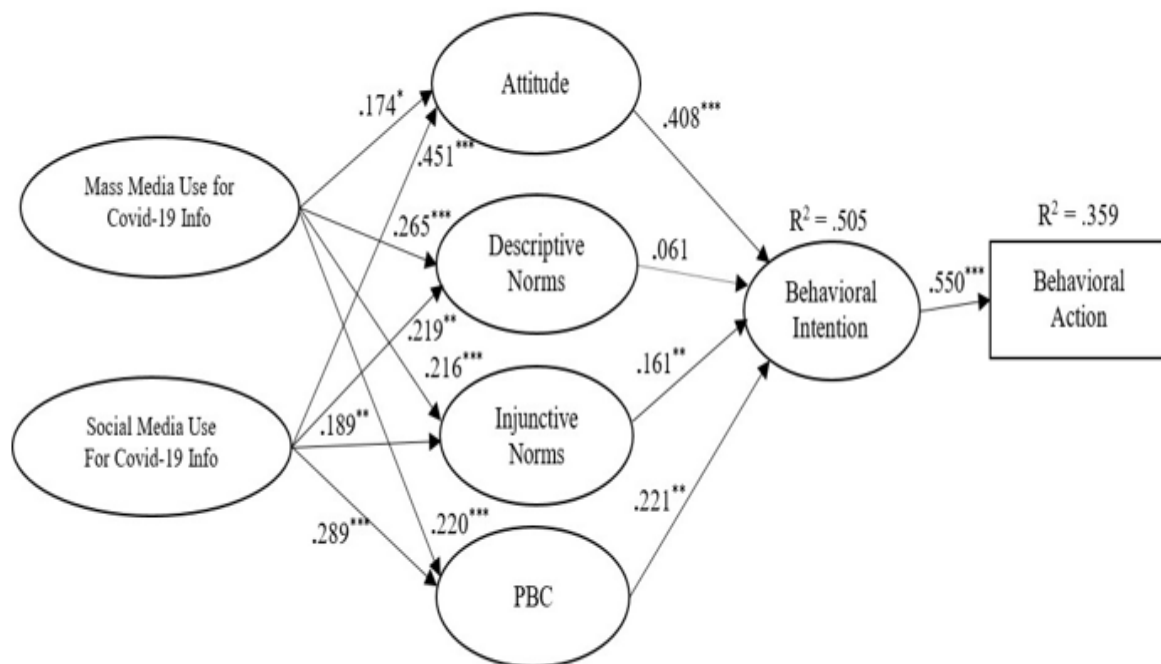 Attitude
.174*
.408***
.451***
Mass Media Use for
Covid-19 Info
R² = .505
R² = .359
.265***
Descriptive
Norms
.061
Behavioral
Intention
.550***
Behavioral
Action
.219**
.216***
.161**
Social Media Use
For Covid-19 Info
.189**
Injunctive
Norms
.221**
.289***
.220***
PBC